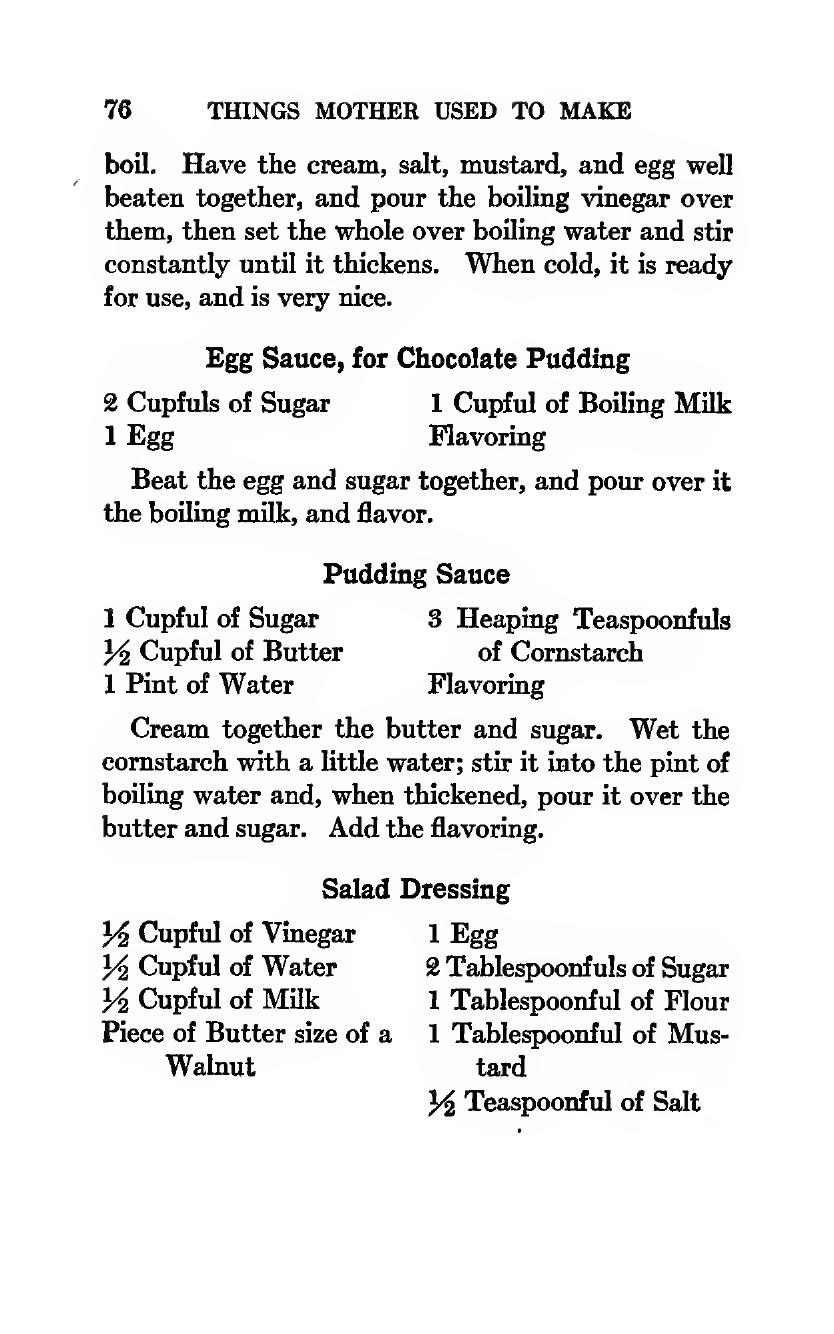 76 THINGS MOTHER USED TO MAKE
boil. Have the cream, salt, mustard, and egg well
beaten together, and pour the boiling vinegar over
them, then set the whole over boiling water and stir
constantly until it thickens. When cold, it is ready
for use, and is very nice.
Egg Sauce, for Chocolate Pudding
2 Cupfuls of Sugar
1 Egg
1 Cupful of Boiling Milk
Flavoring
Beat the egg and sugar together, and pour over it
the boiling milk, and flavor.
Pudding Sauce
1 Cupful of Sugar
½ Cupful of Butter
1 Pint of Water
3 Heaping Teaspoonfuls
of Cornstarch
Flavoring
Cream together the butter and sugar. Wet the
cornstarch with a little water; stir it into the pint of
boiling water and, when thickened, pour it over the
butter and sugar. Add the flavoring.
Salad Dressing
½ Cupful of Vinegar
½ Cupful of Water
½ Cupful of Milk
Piece of Butter size of a
Walnut
1 Egg
2 Tablespoonfuls of Sugar
1 Tablespoonful of Flour
1 Tablespoonful of Mus-
tard
½ Teaspoonful of Salt